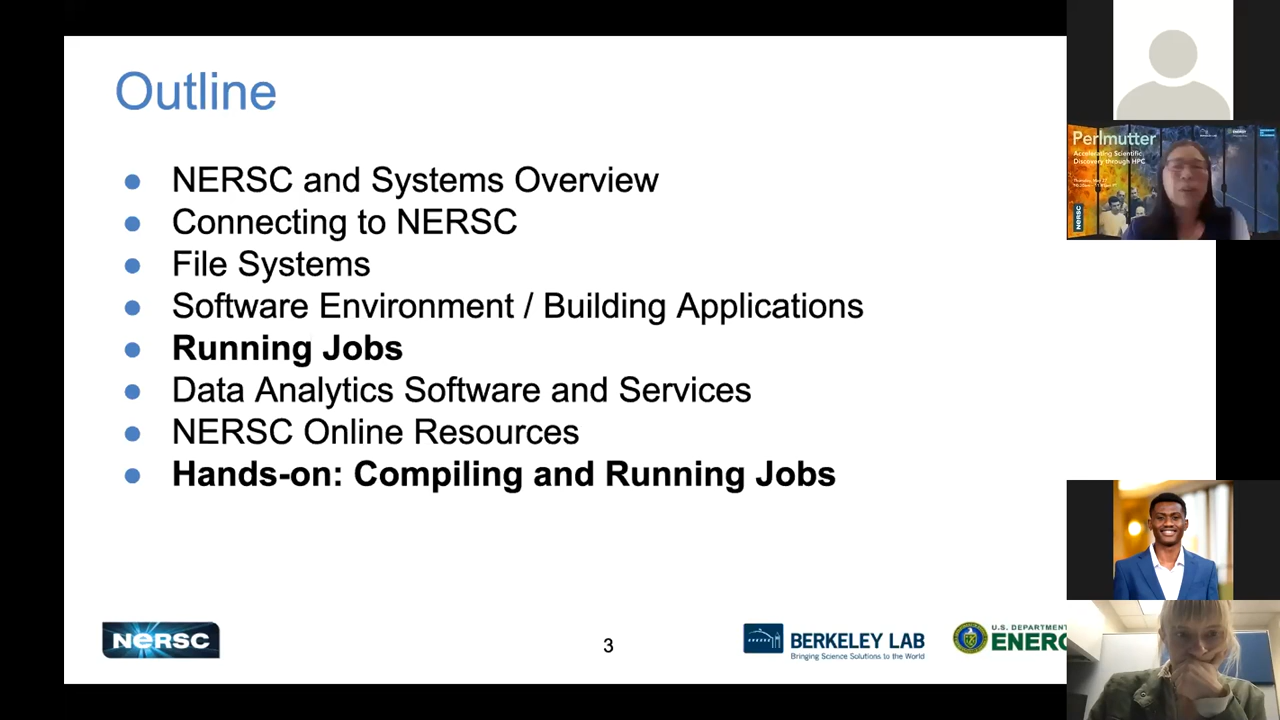 Outline
NERSC and Systems Overview
Connecting to NERSC
File Systems
Software Environment / Building Applications
Running Jobs
Data Analytics Software and Services
NERSC Online Resources
Hands-on: Compiling and Running Jobs
NERSC
3
BERKELEY LAB
Bringing Science Solutions to the World
U.S. DEPARTMENT
ENERG
Perlmutter
Accelerating Scientific
Discovery through HPC
NERSC